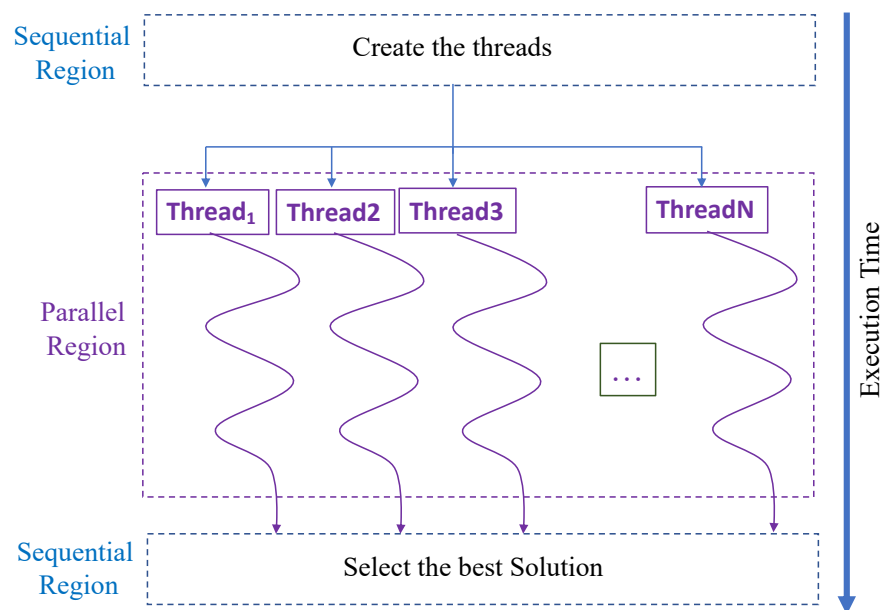 Sequential
Region
Create the threads
Thread₁
Thread2
Thread3
ThreadN
Parallel
Region
...
Execution Time
Sequential
Region
Select the best Solution